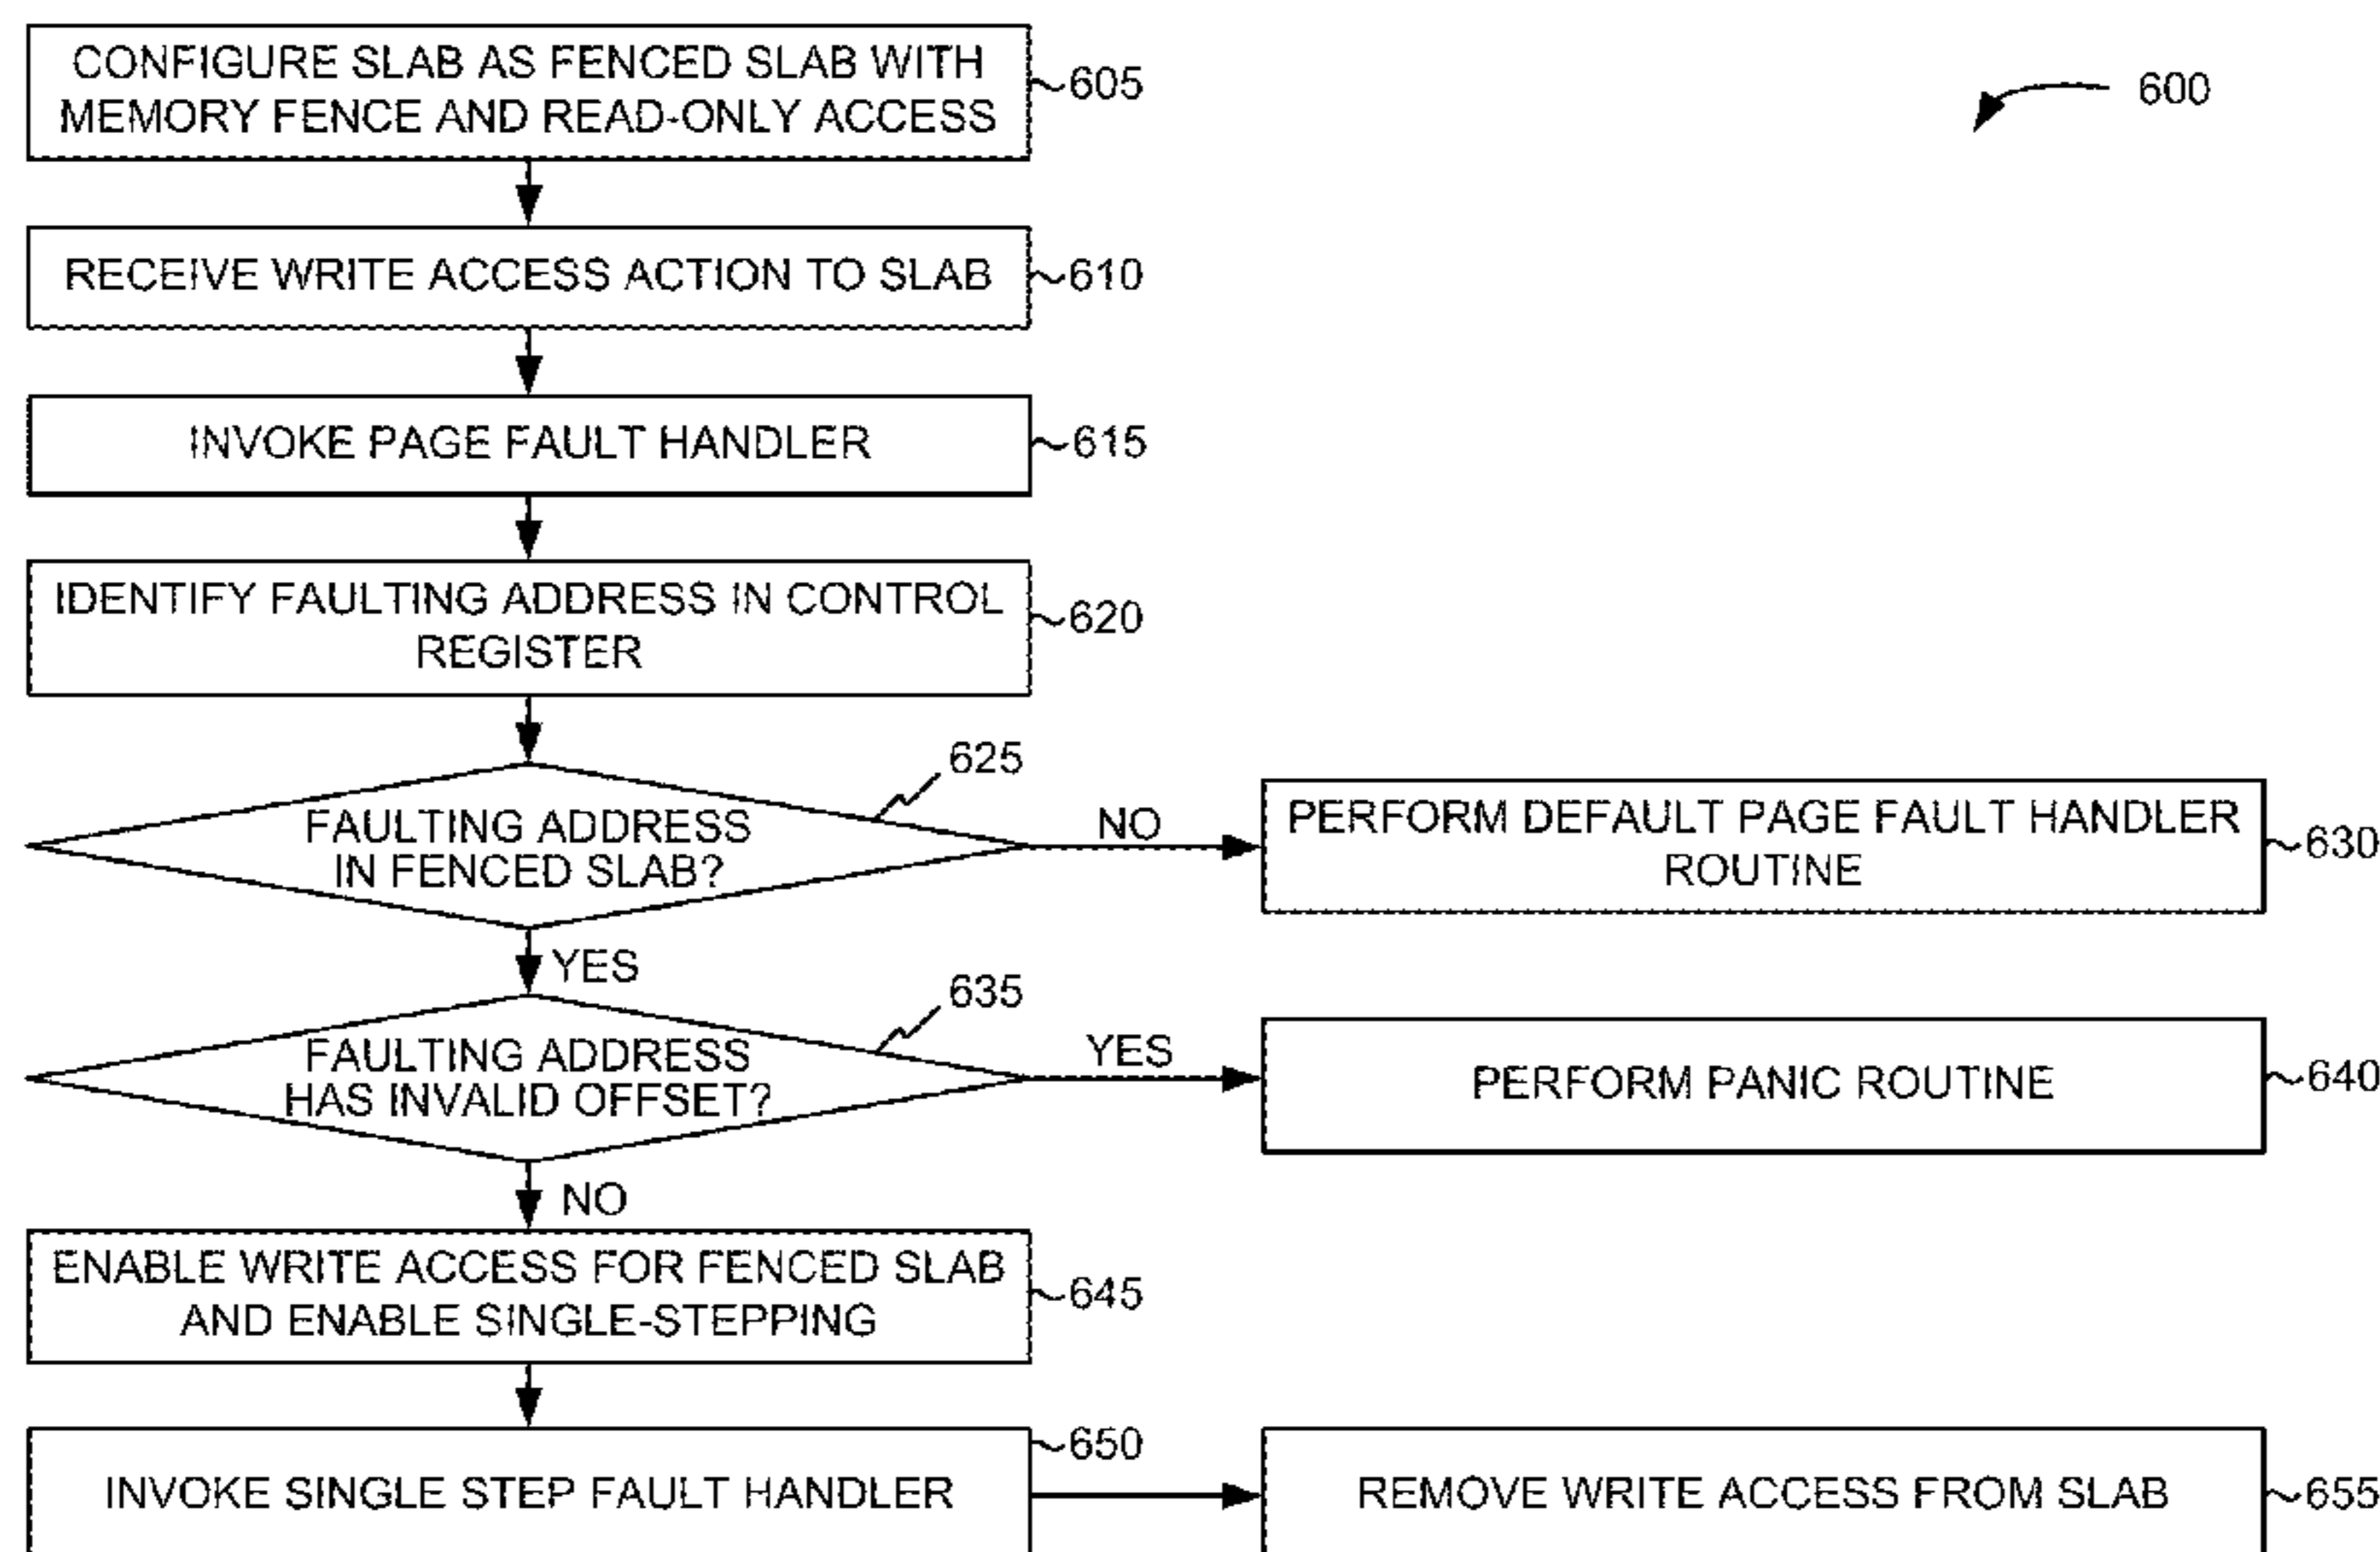 CONFIGURE SLAB AS FENCED SLAB WITH
MEMORY FENCE AND READ-ONLY ACCESS
605
600
RECEIVE WRITE ACCESS ACTION TO SLAB
610
INVOKE PAGE FAULT HANDLER
615
IDENTIFY FAULTING ADDRESS IN CONTROL
REGISTER
620
625
FAULTING ADDRESS
IN FENCED SLAB?
NO
PERFORM DEFAULT PAGE FAULT HANDLER
ROUTINE
630
YES
635
FAULTING ADDRESS
HAS INVALID OFFSET?
YES
PERFORM PANIC ROUTINE
640
NO
ENABLE WRITE ACCESS FOR FENCED SLAB
AND ENABLE SINGLE-STEPPING
645
INVOKE SINGLE STEP FAULT HANDLER
650
REMOVE WRITE ACCESS FROM SLAB
655